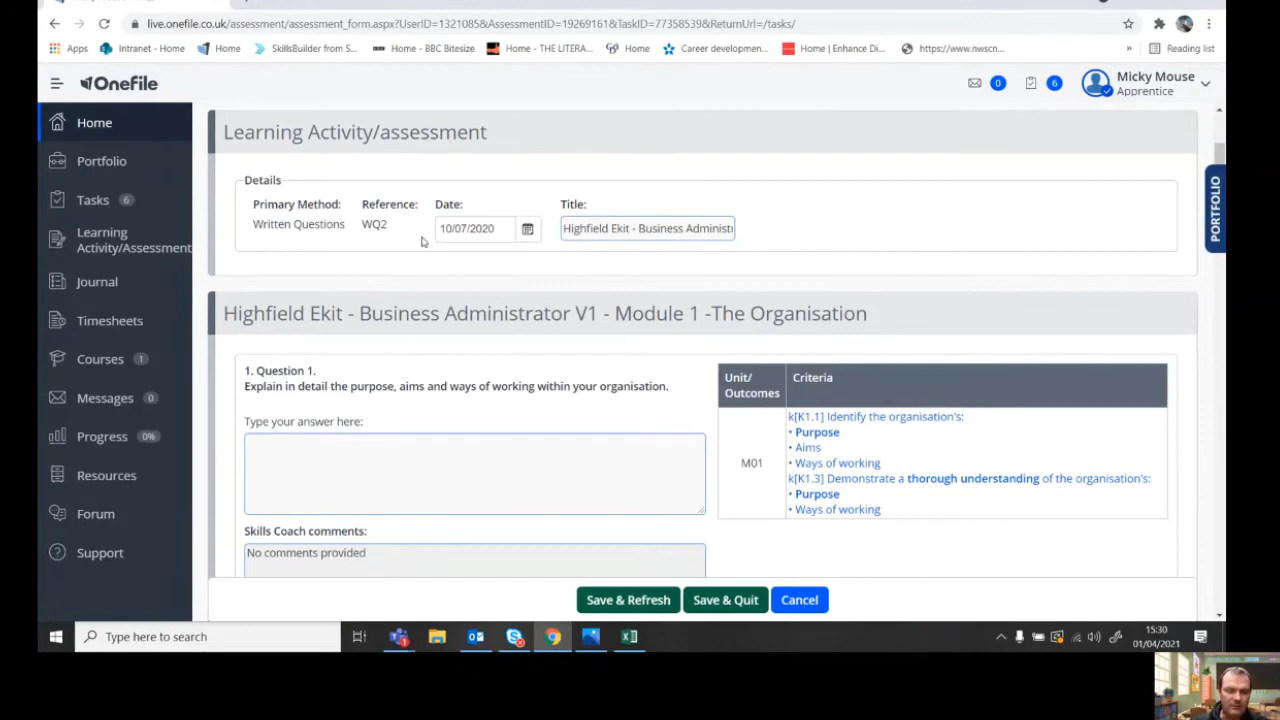 live.onefile.co.uk/assessment/assessment_form.aspx?UserID=1321085&AssessmentID=19269161&TaskID=77358539&ReturnUrl=/tasks/
Apps
Intranet - Home
Home
SkillsBuilder from S...
Home - BBC Bitesize
Home - THE LITERA...
Home
Career developmen...
Home | Enhance Di...
https://www.nwscn...
»
Reading list
Onefile
0
6
Micky Mouse
Apprentice
Home
Portfolio
Tasks 6
Learning
Activity/Assessment
Journal
Timesheets
Courses 1
Messages 0
Progress 0%
Resources
Forum
Support
PORTFOLIO
Learning Activity/assessment
Details
Primary Method: Reference: Date: Title:
Written Questions WQ2 10/07/2020 Highfield Ekit - Business Administr
Highfield Ekit - Business Administrator V1 - Module 1 -The Organisation
1. Question 1.
Explain in detail the purpose, aims and ways of working within your organisation.
Type your answer here:
Skills Coach comments:
No comments provided
Unit/
Outcomes
Criteria
M01
k[K1.1] Identify the organisation's:
• Purpose
• Aims
• Ways of working
k[K1.3] Demonstrate a thorough understanding of the organisation's:
• Purpose
• Ways of working
Save & Refresh
Save & Quit
Cancel
Type here to search
15:30
01/04/2021